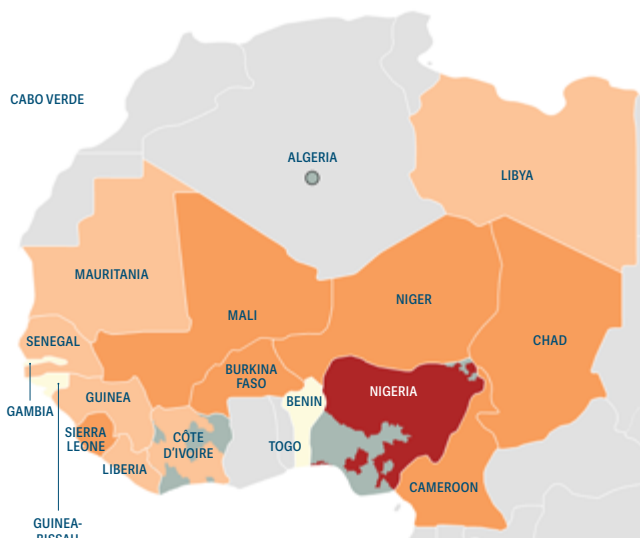 CABO VERDE
ALGERIA
LIBYA
MAURITANIA
MALI
NIGER
CHAD
SENEGAL
BURKINA
FASO
NIGERIA
GUINEA
BENIN
GAMBIA
SIERRA
LEONE
CÔTE
D'IVOIRE
TOGO
LIBERIA
CAMEROON
GUINEA-